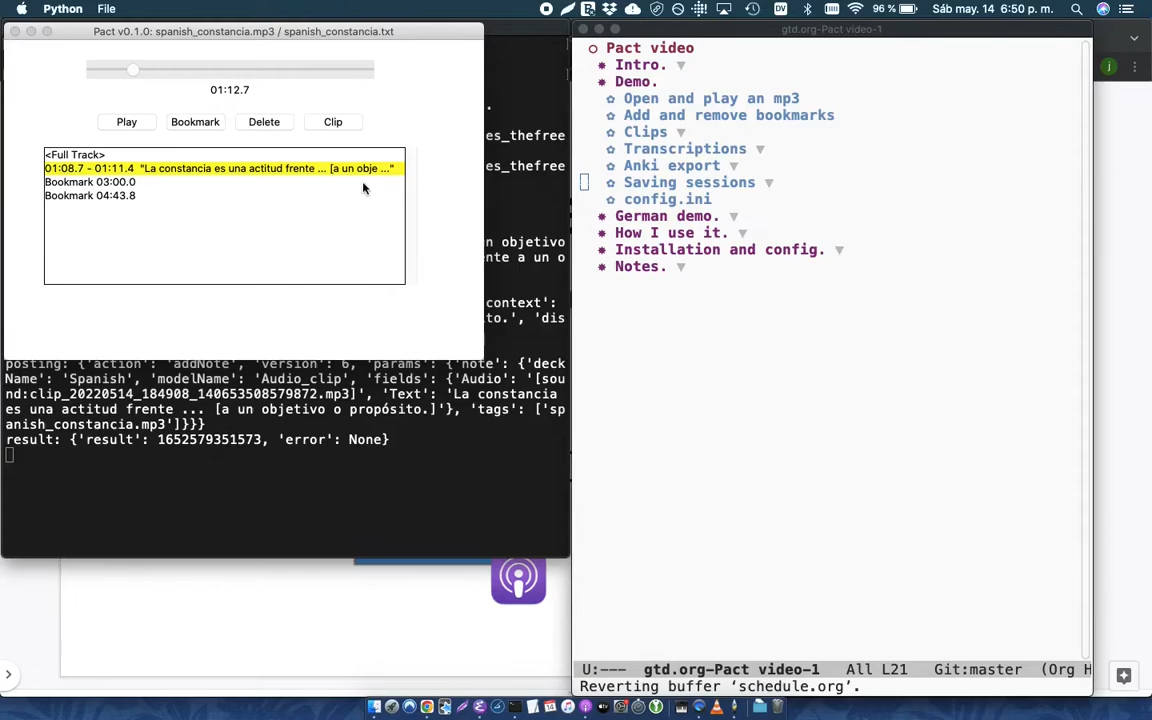 Python File
DV
96 %
Sáb may. 14 6:50 p. m.
Pact v0.1.0: spanish_constancia.mp3 / spanish_constancia.txt
01:12.7
Play Bookmark Delete Clip
<Full Track>
01:08.7 - 01:11.4 "La constancia es una actitud frente ... [a un obje ..."
Bookmark 03:00.0
Bookmark 04:43.8
es_thefree
es_thefree
n objetivo
ente a un o
context':
to.', 'dis
posting: {'action': 'addNote', 'version': 6, 'params': {'note': {'deck
Name': 'Spanish', 'modelName': 'Audio_clip', 'fields': {'Audio': '[sou
nd:clip_20220514_184908_140653508579872.mp3]', 'Text': 'La constancia
es una actitud frente ... [a un objetivo o propósito.]'}, 'tags': ['sp
anish_constancia.mp3']}}}
result: {'result': 1652579351573, 'error': None}
gtd.org-Pact video-1
Pact video
Intro.
Demo.
Open and play an mp3
Add and remove bookmarks
Clips
Transcriptions
Anki export
Saving sessions
config.ini
German demo.
How I use it.
Installation and config.
Notes.
U:--- gtd.org-Pact video-1 All L21 Git:master (Org H
Reverting buffer ‘schedule.org’.
j